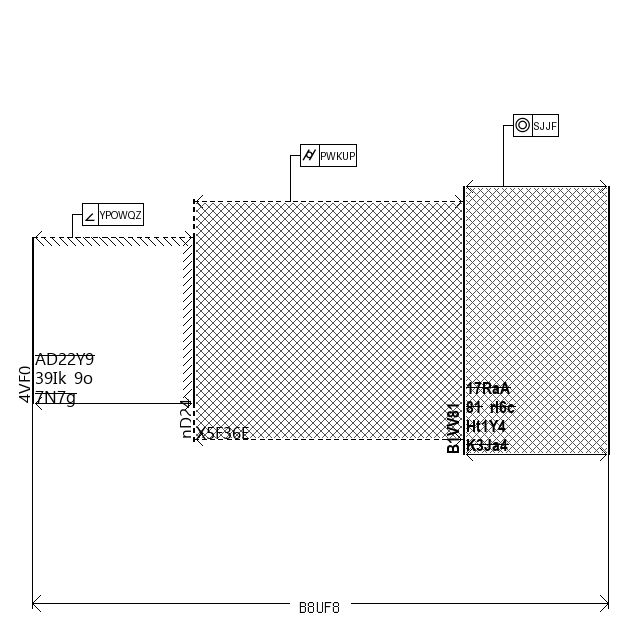 SJJF
PWKUP
YPOWQZ
AD22Y9
39Ik 9o
7N7g
4VF0
nD24
X5F36E
17RaA
81 rl6c
Ht1Y4
K3Ja4
B1VV81
B8UF8